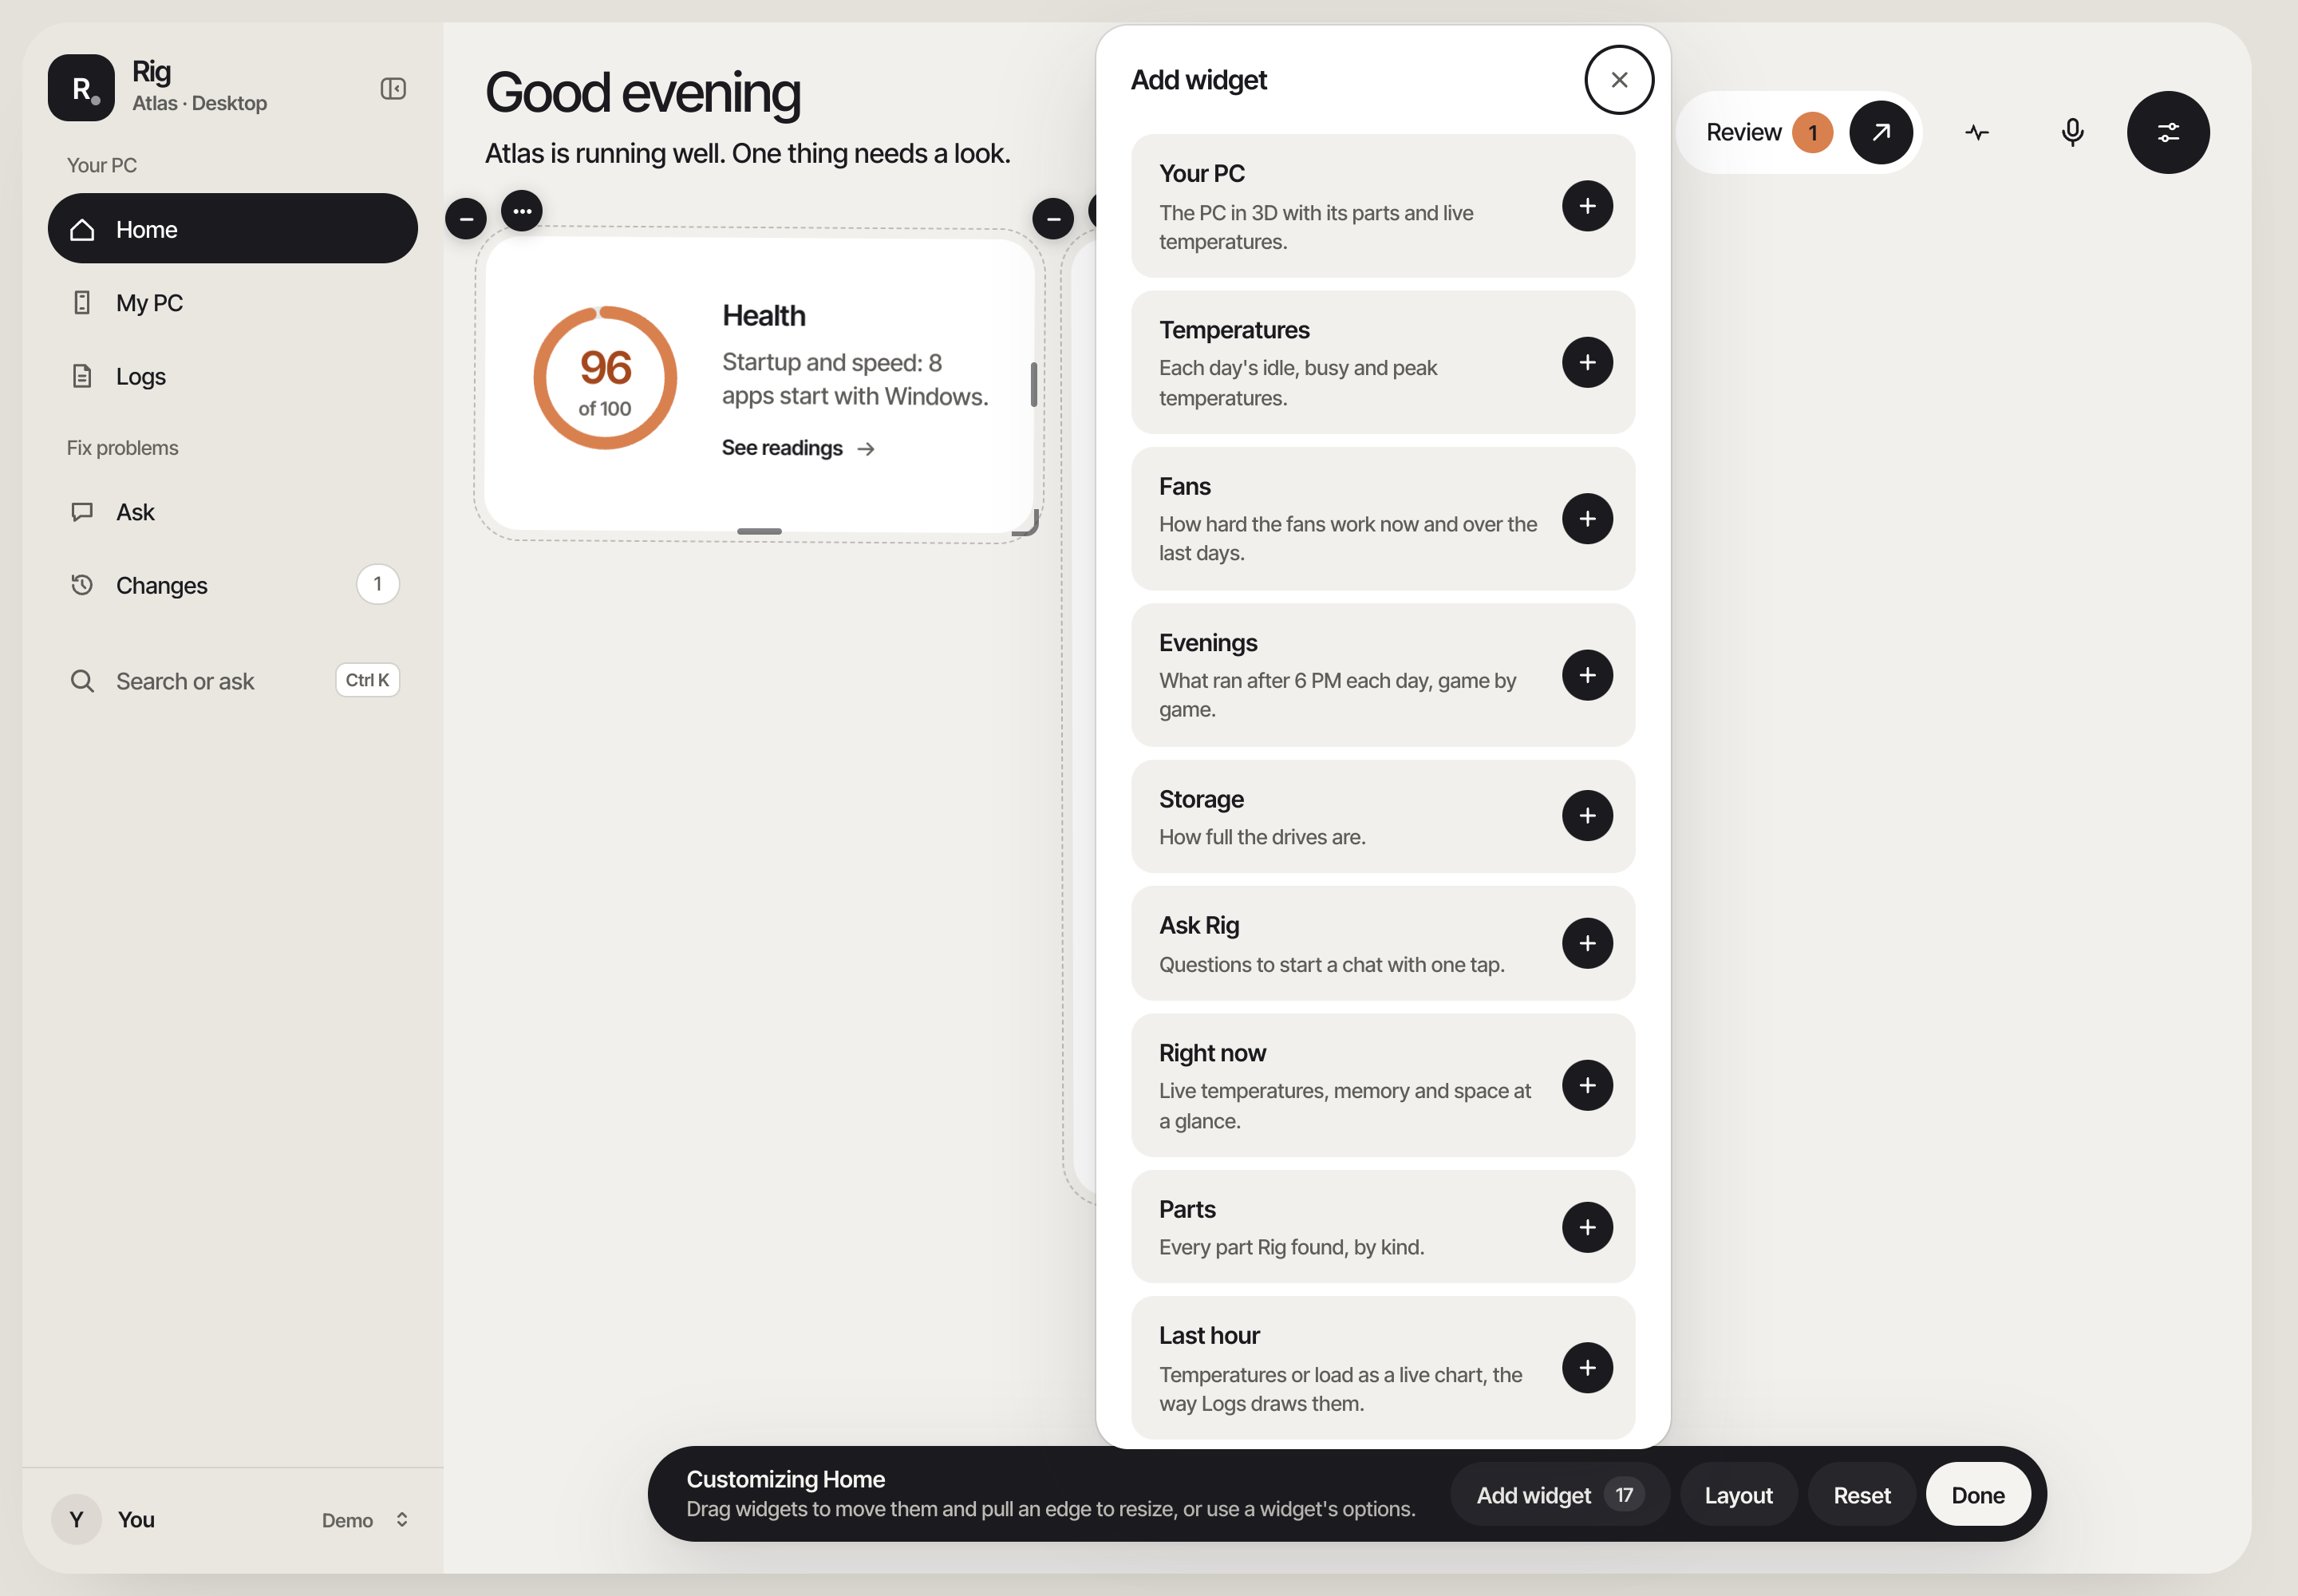 R
Rig
Atlas · Desktop
Your PC
Home
My PC
Logs
Fix problems
Ask
Changes
1
Search or ask
Ctrl K
Y
You
Demo
Good evening
Atlas is running well. One thing needs a look.
Review
1
96
of 100
Health
Startup and speed: 8
apps start with Windows.
See readings
Add widget
Your PC
The PC in 3D with its parts and live
temperatures.
Temperatures
Each day's idle, busy and peak
temperatures.
Fans
How hard the fans work now and over the
last days.
Evenings
What ran after 6 PM each day, game by
game.
Storage
How full the drives are.
Ask Rig
Questions to start a chat with one tap.
Right now
Live temperatures, memory and space at
a glance.
Parts
Every part Rig found, by kind.
Last hour
Temperatures or load as a live chart, the
way Logs draws them.
Customizing Home
Drag widgets to move them and pull an edge to resize, or use a widget's options.
Add widget
17
Layout
Reset
Done